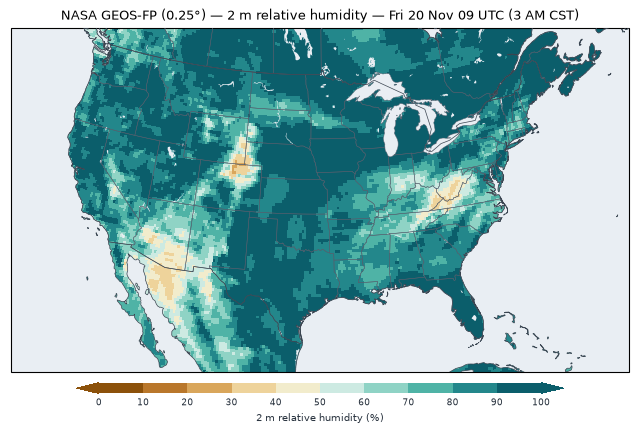 NASA GEOS-FP (0.25°) — 2 m relative humidity — Fri 20 Nov 09 UTC (3 AM CST)
0 10 20 30 40 50 60 70 80 90 100
2 m relative humidity (%)